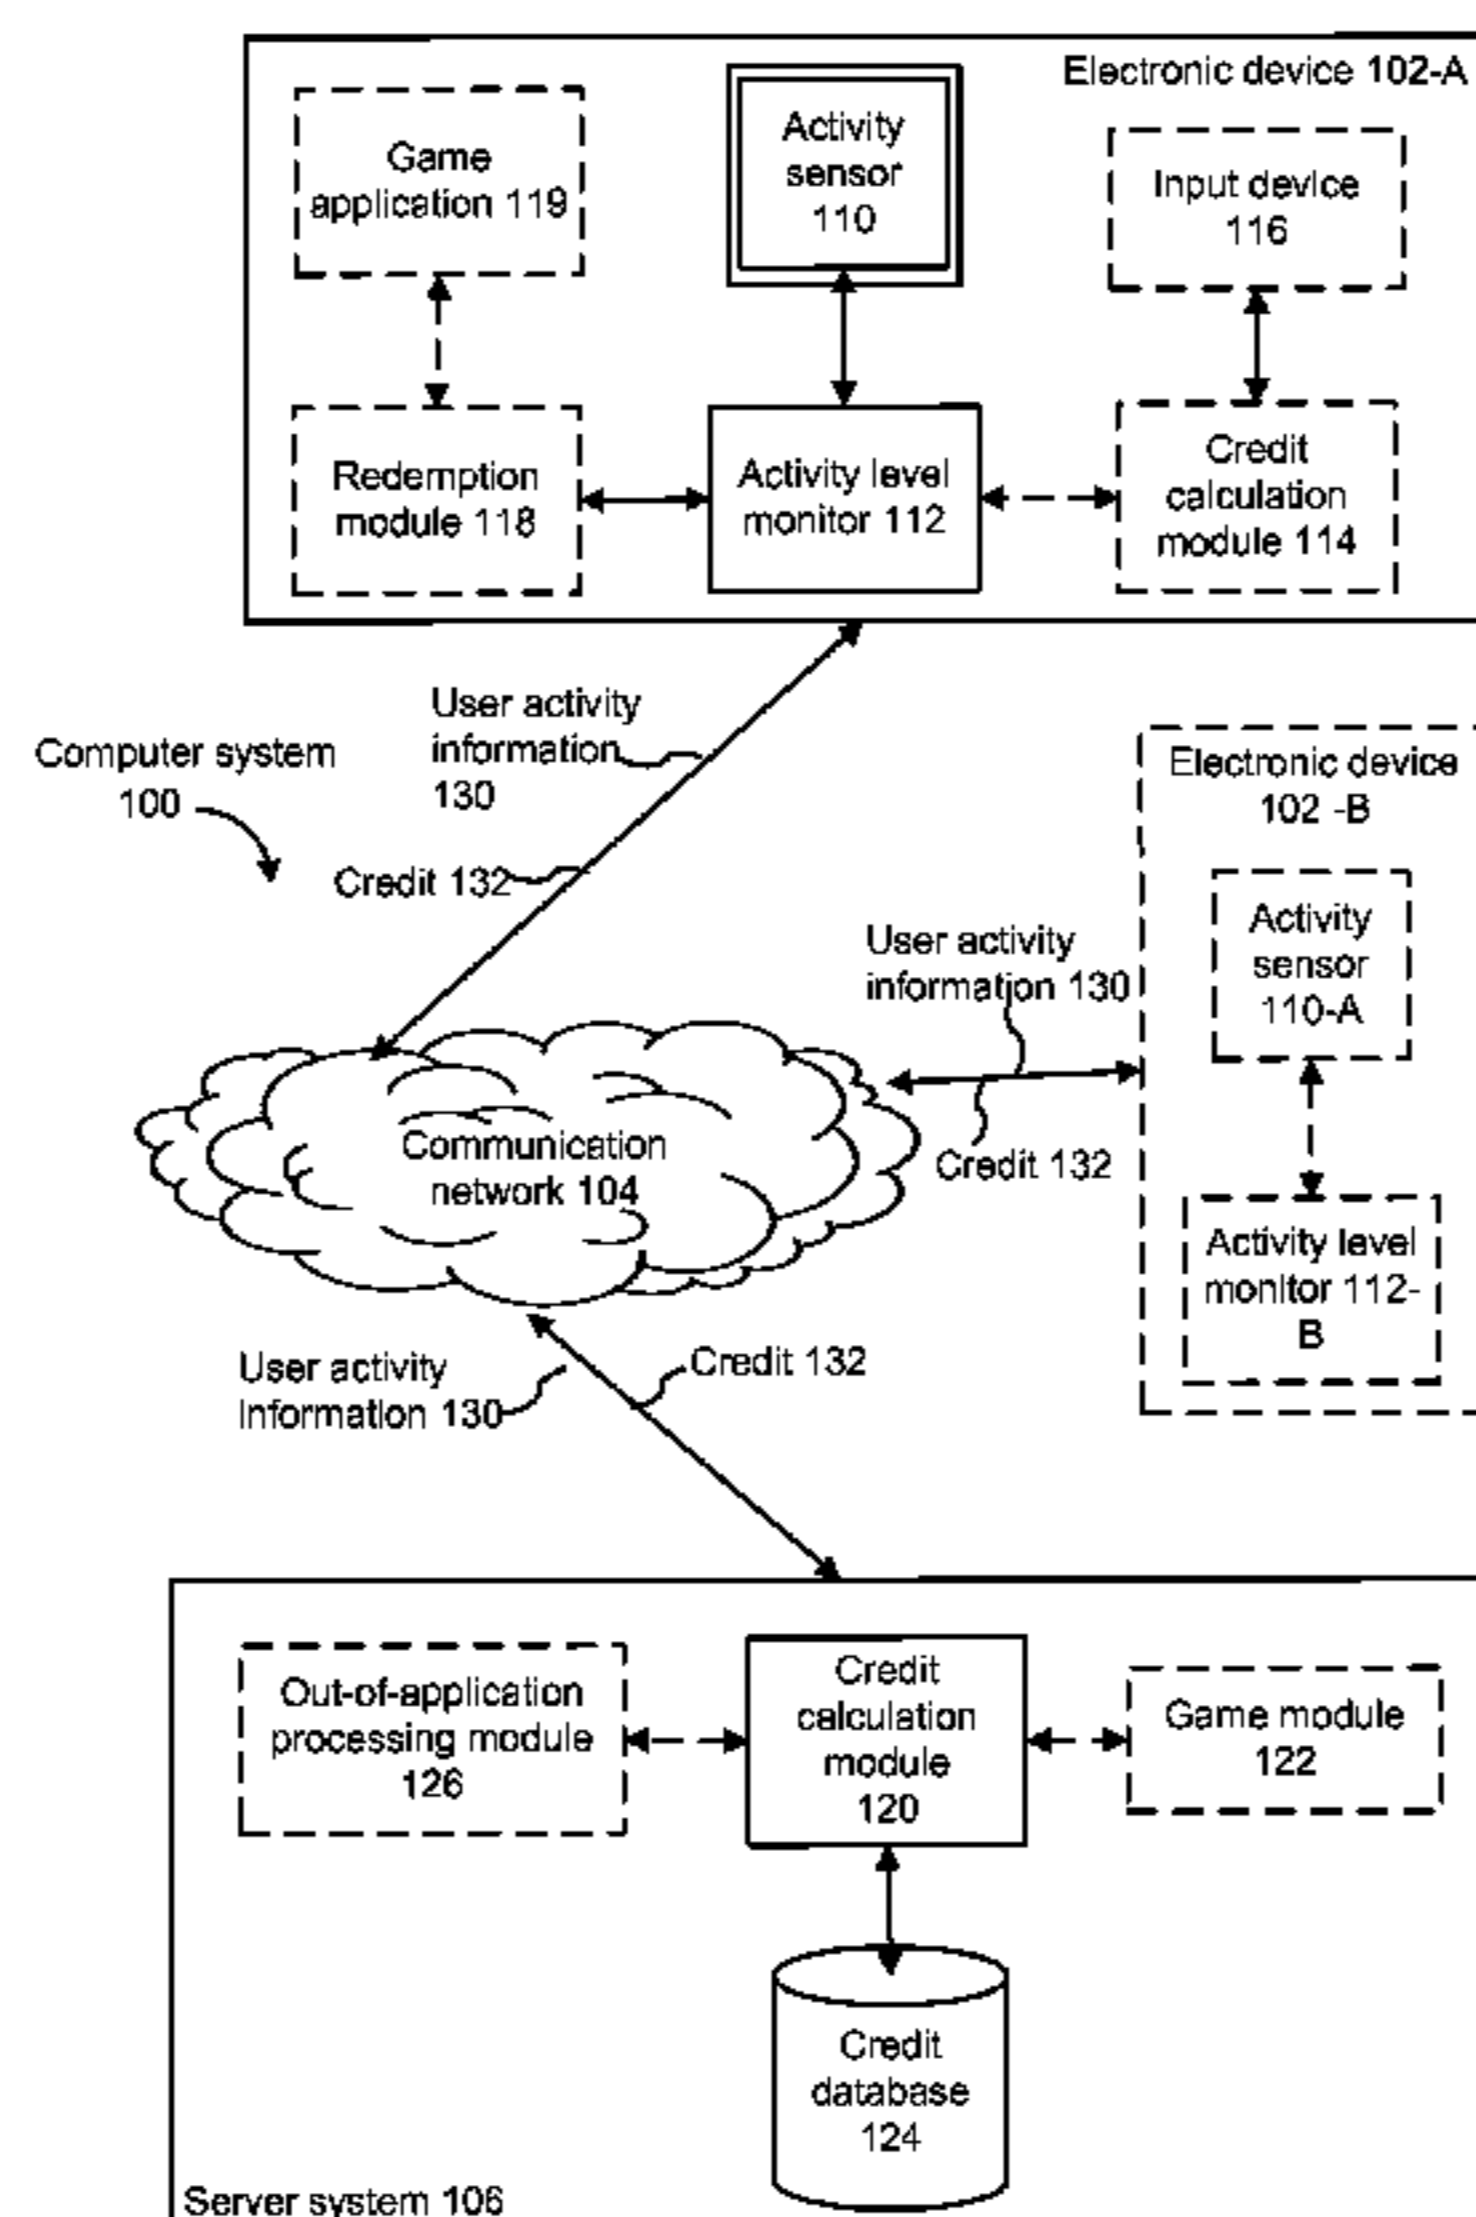 Electronic device 102-A
Game
application 119
Activity
sensor
110
Input device
116
Redemption
module 118
Activity level
monitor 112
Credit
calculation
module 114
User activity
information
130
Computer system
100
Credit 132
Electronic device
102 -B
Activity
sensor
110-A
User activity
information 130
Credit 132
Communication
network 104
Activity level
monitor 112-
B
User activity
Information 130
Credit 132
Out-of-application
processing module
126
Credit
calculation
module
120
Game module
122
Credit
database
124
Server system 106